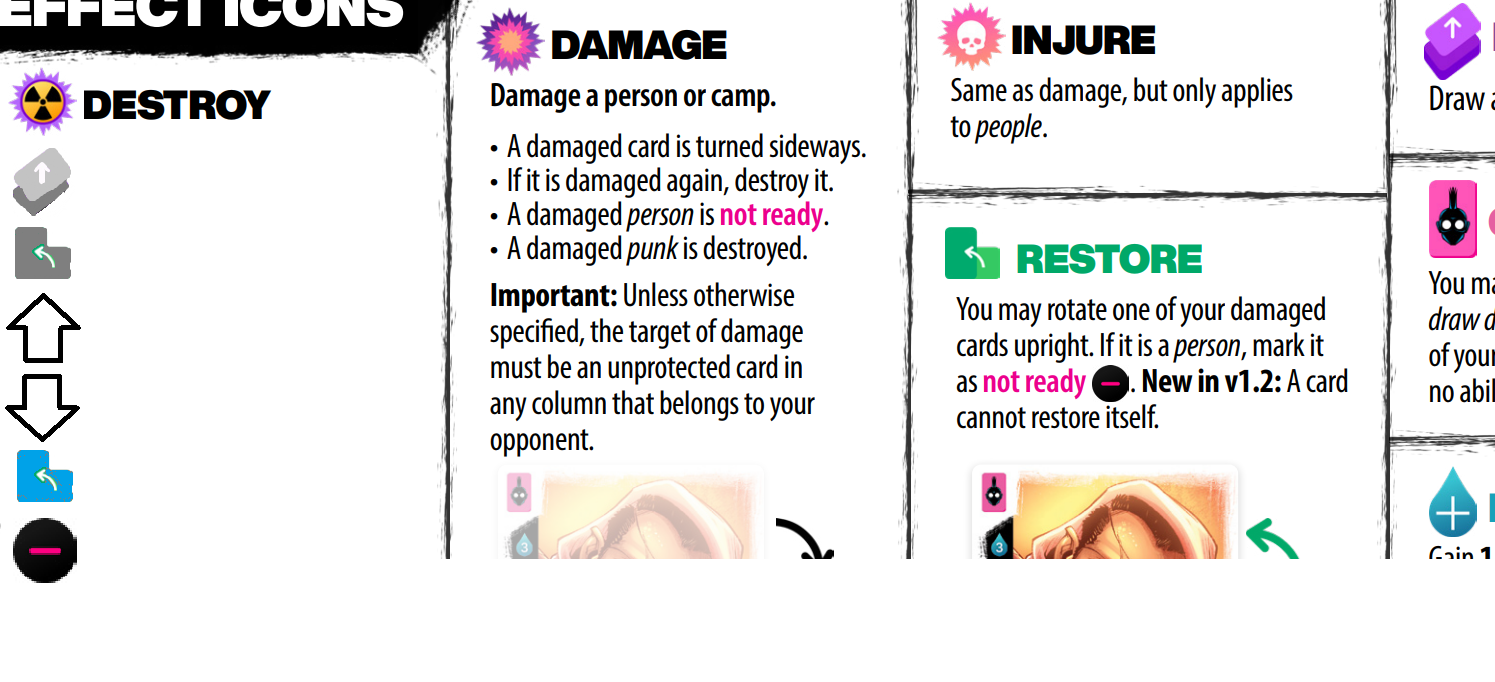 EFFECT ICONS
DESTROY
DAMAGE
Damage a person or camp.
• A damaged card is turned sideways.
• If it is damaged again, destroy it.
• A damaged person is not ready.
• A damaged punk is destroyed.
Important: Unless otherwise
specified, the target of damage
must be an unprotected card in
any column that belongs to your
opponent.
3
INJURE
Same as damage, but only applies
to people.
RESTORE
You may rotate one of your damaged
cards upright. If it is a person, mark it
as not ready. New in v1.2: A card
cannot restore itself.
3
Draw
You
draw
of your
no
Gain 1